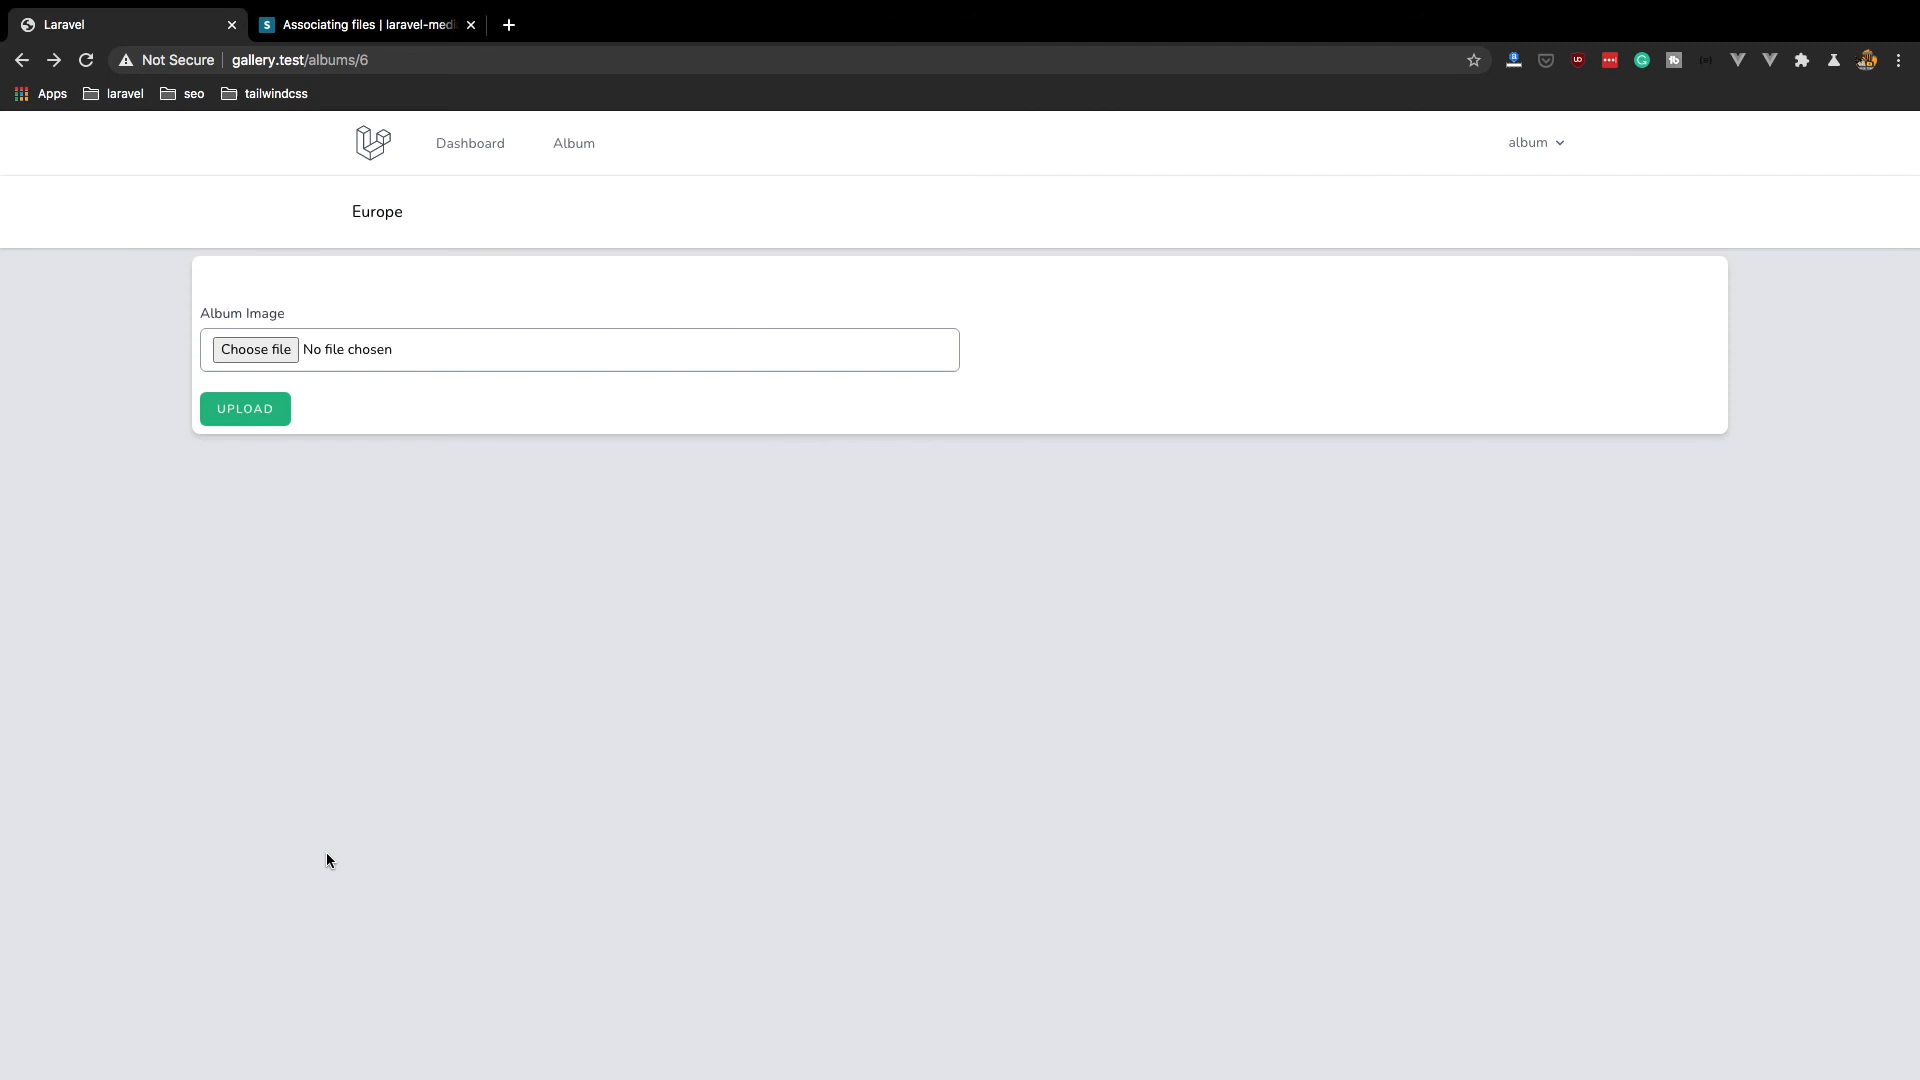 Laravel
S Associating files | laravel-medi
Not Secure gallery.test/albums/6
Apps laravel seo tailwindcss
Dashboard Album album
Europe
Album Image
Choose file No file chosen
UPLOAD